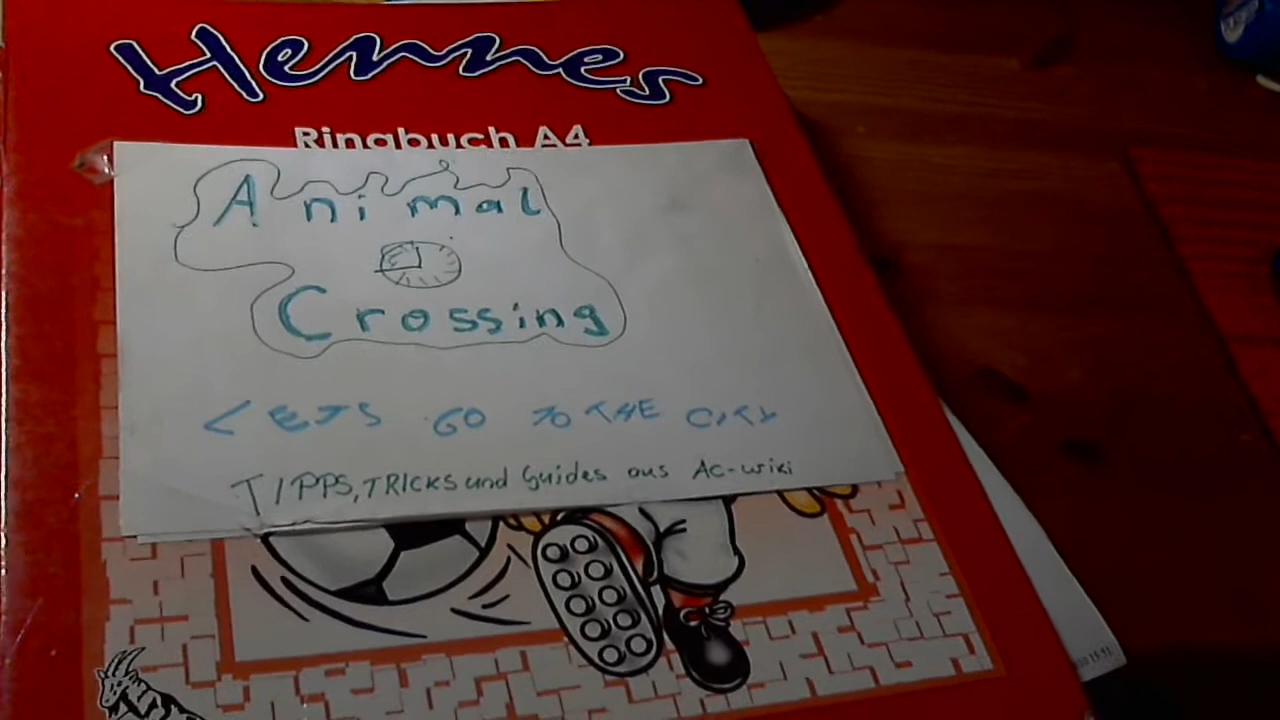 Hennes
Ringbuch A4
Animal
Crossing
LETS GO TO THE CITY
TIPPS, TRICKS und Guides aus Ac-wiki